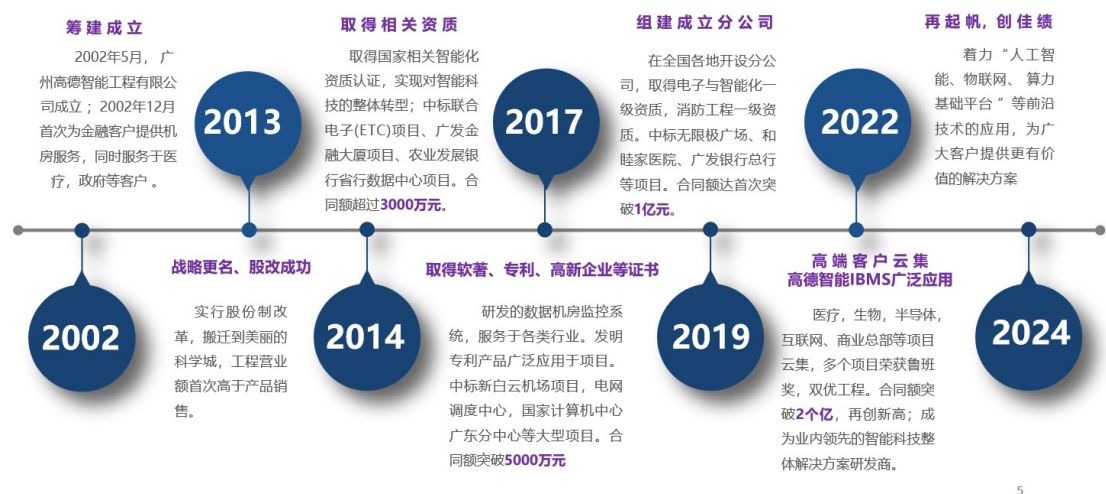 筹建成立
2002年5月，广
州高德智能工程有限公
司成立；2002年12月
首次为金融客户提供机
房服务，同时服务于医
疗，政府等客户 。
2002
2013
战略更名、股改成功
实行股份制改
革，搬迁到美丽的
科学城，工程营业
额首次高于产品销
售。
取得相关资质
取得国家相关智能化
资质认证，实现对智能科
技的整体转型；中标联合
电子(ETC)项目、广发金
融大厦项目、农业发展银
行省行数据中心项目。合
同额超过3000万元。
2014
2017
取得软著、专利、高新企业等证书
研发的数据机房监控系
统，服务于各类行业。发明
专利产品广泛应用于项目。
中标新白云机场项目，电网
调度中心，国家计算机中心
广东分中心等大型项目。合
同额突破5000万元
组建成立分公司
在全国各地开设分公
司，取得电子与智能化一
级资质，消防工程一级资
质。中标无限极广场、和
睦家医院、广发银行总行
等项目。合同额达首次突
破1亿元。
2019
2022
高端客户云集
高德智能IBMS广泛应用
医疗，生物，半导体，
互联网、商业总部等项目
云集，多个项目荣获鲁班
奖，双优工程。合同额突
破2个亿，再创新高；成
为业内领先的智能科技整
体解决方案研发商。
再起帆, 创佳绩
着力“人工智
能、物联网、算力
基础平台 ”等前沿
技术的应用，为广
大客户提供更有价
值的解决方案
2024
5